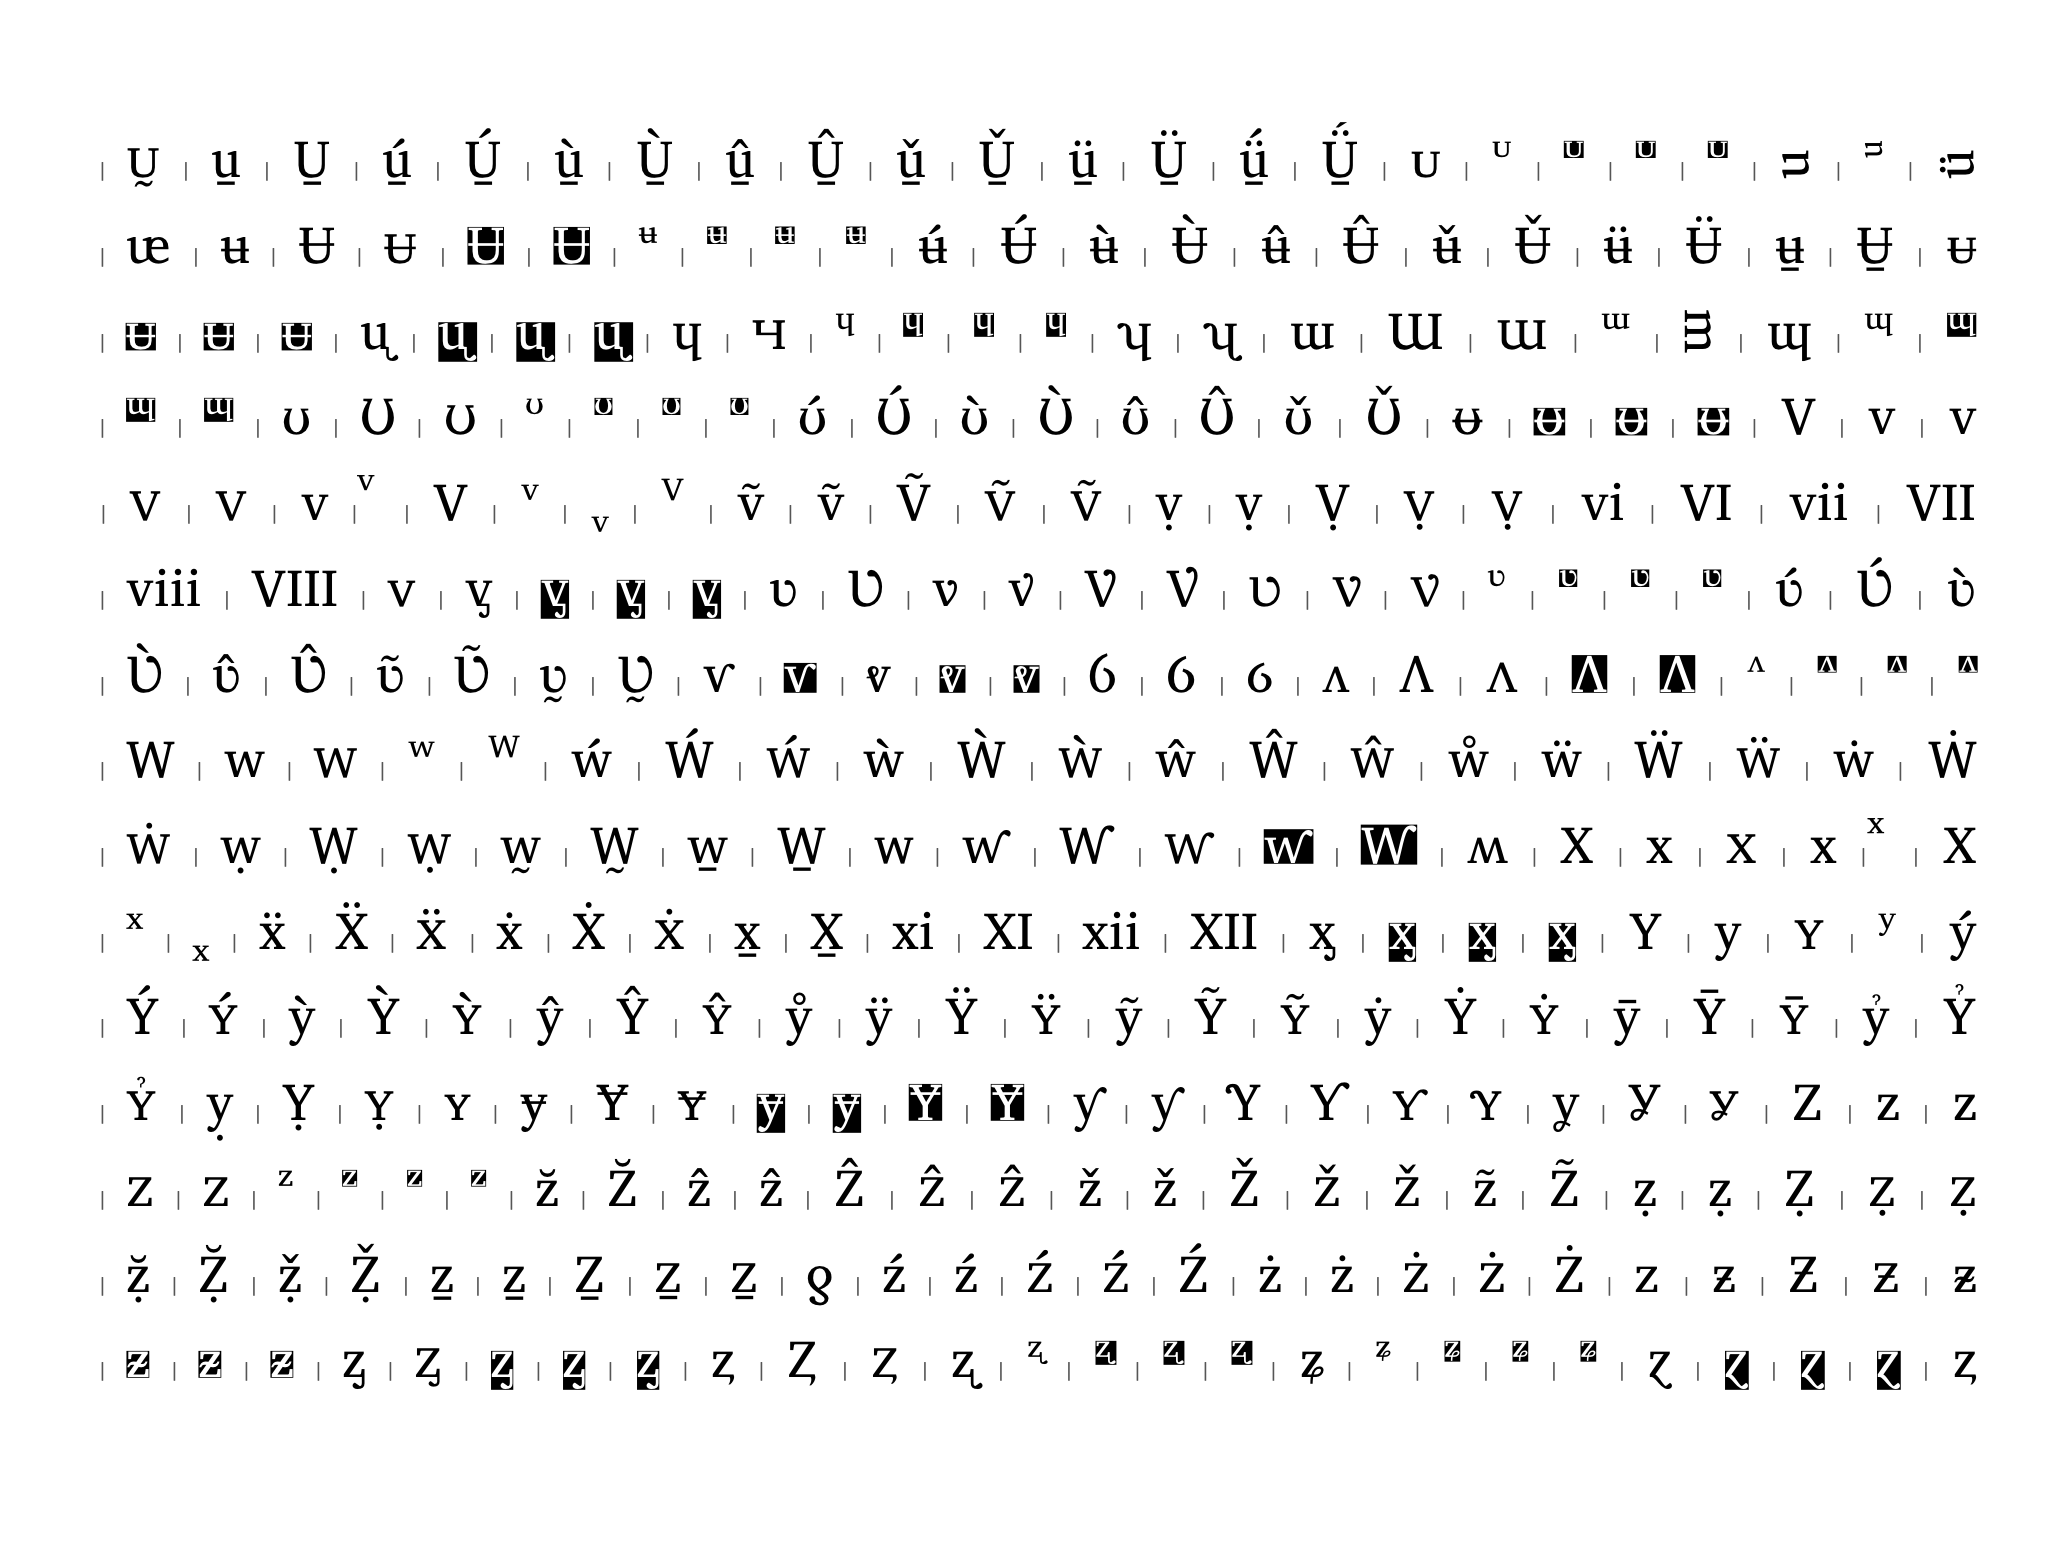 | ᴜ̰ | u̱ | U̱ | ú̱ | Ú̱ | ù̱ | Ù̱ | û̱ | Û̱ | ǔ̱ | Ǔ̱ | ü̱ | Ü̱ | ǘ̱ | Ǘ̱ | ᴜ | ᶸ | ᴜ | ᴜ | ᴜ | ᴝ | ᵙ | ᴞ
| ᵫ | ʉ | Ʉ | ᵾ | Ʉ | Ʉ | ᶶ | ʉ | ʉ | ʉ | ʉ́ | Ʉ́ | ʉ̀ | Ʉ̀ | ʉ̂ | Ʉ̂ | ʉ̌ | Ʉ̌ | ʉ̈ | Ʉ̈ | ʉ̱ | Ʉ̱ | ᵾ
| ᵾ | ᵾ | ᵾ | ᶙ | ᶙ | ᶙ | ᶙ | ɥ | Ɥ | ᶣ | ɥ | ɥ | ɥ | ʮ | ʯ | ɯ | Ɯ | ꟺ | ᵚ | ꟺ | ɰ | ᶭ | ɰ
| ɰ | ɰ | ʊ | Ʊ | ʊ | ᶷ | ʊ | ʊ | ʊ | ʊ́ | Ʊ́ | ʊ̀ | Ʊ̀ | ʊ̂ | Ʊ̂ | ʊ̌ | Ʊ̌ | ᵿ | ᵿ | ᵿ | ᵿ | V | v | v
| ᴠ | ᴠ | v | ͮ | V | ᵛ | ᵥ | ⱽ | ṽ | ṽ | Ṽ | ᴠ̃ | ᴠ̃ | ṿ | ṿ | Ṿ | ᴠ̣ | ᴠ̣ | ⅵ | Ⅵ | ⅶ | Ⅶ
| ⅷ | Ⅷ | ᴠ | ᶌ | ᶌ | ᶌ | ᶌ | ʋ | Ʋ | ʋ | ʋ | Ʋ | Ʋ | ʋ | ʋ | ʋ | ᶹ | ʋ | ʋ | ʋ | ʋ́ | Ʋ́ | ʋ̀
| Ʋ̀ | ʋ̂ | Ʋ̂ | ʋ̃ | Ʋ̃ | ʋ̰ | Ʋ̰ | ⱱ | ⱱ | ⱴ | ⱴ | ⱴ | Ỽ | Ỽ | ỽ | ʌ | Ʌ | ʌ | Ʌ | Ʌ | ᶺ | ʌ | ʌ | ʌ
| W | w | ᴡ | ʷ | ᵂ | ẃ | Ẃ | ᴡ́ | ẁ | Ẁ | ᴡ̀ | ŵ | Ŵ | ᴡ̂ | ẘ | ẅ | Ẅ | ᴡ̈ | ẇ | Ẇ
| ᴡ̇ | ẉ | Ẉ | ᴡ̣ | w̰ | W̰ | w̱ | W̱ | ᴡ | ⱳ | Ⱳ | ⱳ | ⱳ | Ⱳ | ʍ | X | x | x | x | ͯ | X
| ˣ | ₓ | ẍ | Ẍ | ẍ | ẋ | Ẋ | ẋ | x̱ | X̱ | ⅺ | Ⅺ | ⅻ | Ⅻ | ᶍ | ᶍ | ᶍ | ᶍ | Y | y | ʏ | ʸ | ý
| Ý | ʏ́ | ỳ | Ỳ | ʏ̀ | ŷ | Ŷ | ʏ̂ | ẙ | ÿ | Ÿ | ʏ̈ | ỹ | Ỹ | ʏ̃ | ẏ | Ẏ | ʏ̇ | ȳ | Ȳ | ʏ̄ | ỷ | Ỷ
| ʏ̉ | ỵ | Ỵ | ʏ̣ | ʏ | ɏ | Ɏ | ʏ̵ | ɏ | ɏ | Ɏ | Ɏ | ƴ | ƴ | Ƴ | Ƴ | ƴ | ƴ | ỿ | Ỿ | ỿ | Z | z | z
| ᴢ | ᴢ | ᶻ | z | z | z | z̆ | Z̆ | ẑ | ẑ | Ẑ | ᴢ̂ | ᴢ̂ | ž | ž | Ž | ᴢ̌ | ᴢ̌ | z̃ | Z̃ | ẓ | ẓ | Ẓ | ᴢ̣ | ᴢ̣
| ẓ̆ | Ẓ̆ | ẓ̌ | Ẓ̌ | ẕ | ẕ | Ẕ | ᴢ̱ | ᴢ̱ | ƍ | ź | ź | ᴢ́ | ᴢ́ | Ź | ż | ż | ᴢ̇ | ᴢ̇ | Ż | ᴢ | ƶ | Ƶ | ᴢ̵ | ᵶ
| ᵶ | ᵶ | ᵶ | ᶎ | Ᶎ | ᶎ | ᶎ | ᶎ | ȥ | Ȥ | ȥ | ʐ | ᶼ | ʐ | ʐ | ʐ | ʑ | ᶽ | ʑ | ʑ | ʑ | ɀ | ɀ | ɀ | ɀ | ⱬ